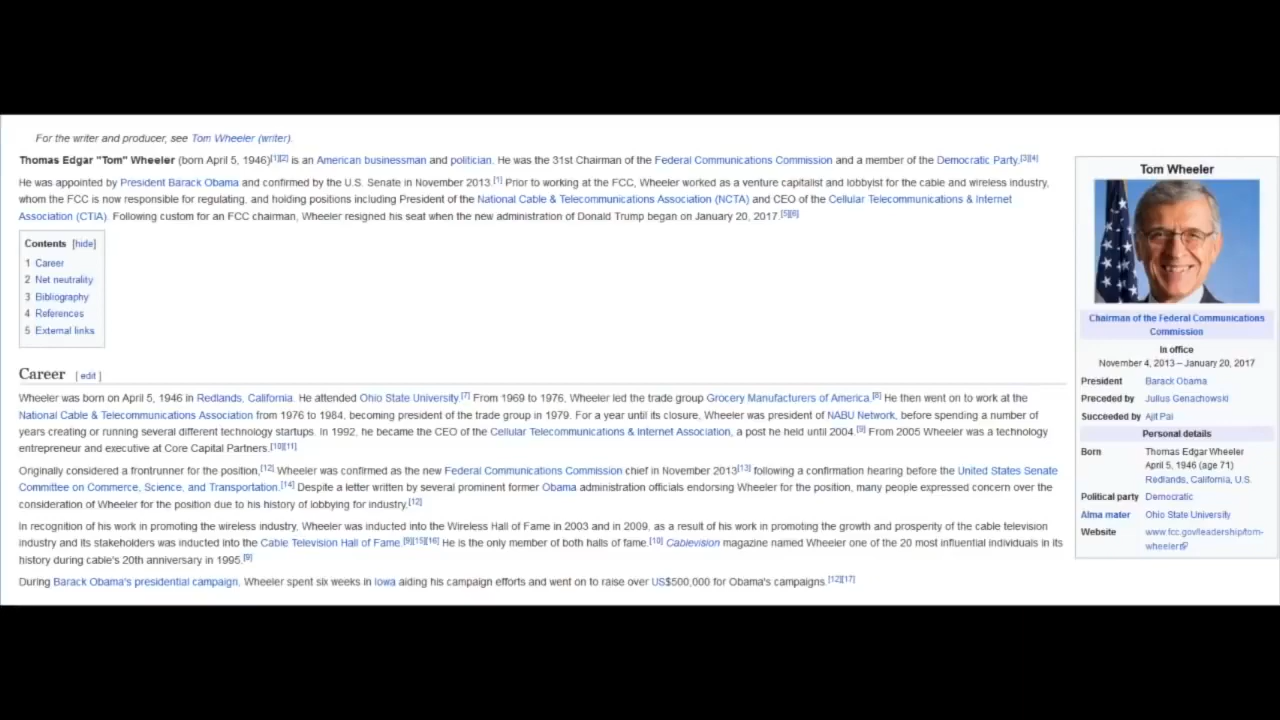 For the writer and producer, see Tom Wheeler (writer).
Thomas Edgar "Tom" Wheeler (born April 5, 1946)[1][2] is an American businessman and politician. He was the 31st Chairman of the Federal Communications Commission and a member of the Democratic Party.[3][4]
He was appointed by President Barack Obama and confirmed by the U.S. Senate in November 2013.[1] Prior to working at the FCC, Wheeler worked as a venture capitalist and lobbyist for the cable and wireless industry,
whom the FCC is now responsible for regulating, and holding positions including President of the National Cable & Telecommunications Association (NCTA) and CEO of the Cellular Telecommunications & Internet
Association (CTIA). Following custom for an FCC chairman, Wheeler resigned his seat when the new administration of Donald Trump began on January 20, 2017.[5][6]
Contents [hide]
1 Career
2 Net neutrality
3 Bibliography
4 References
5 External links
Career [ edit ]
Wheeler was born on April 5, 1946 in Redlands, California. He attended Ohio State University.[7] From 1969 to 1976, Wheeler led the trade group Grocery Manufacturers of America.[8] He then went on to work at the
National Cable & Telecommunications Association from 1976 to 1984, becoming president of the trade group in 1979. For a year until its closure, Wheeler was president of NABU Network, before spending a number of
years creating or running several different technology startups. In 1992, he became the CEO of the Cellular Telecommunications & Internet Association, a post he held until 2004.[9] From 2005 Wheeler was a technology
entrepreneur and executive at Core Capital Partners.[10][11]
Originally considered a frontrunner for the position,[12] Wheeler was confirmed as the new Federal Communications Commission chief in November 2013[13] following a confirmation hearing before the United States Senate
Committee on Commerce, Science, and Transportation.[14] Despite a letter written by several prominent former Obama administration officials endorsing Wheeler for the position, many people expressed concern over the
consideration of Wheeler for the position due to his history of lobbying for industry.[12]
In recognition of his work in promoting the wireless industry, Wheeler was inducted into the Wireless Hall of Fame in 2003 and in 2009, as a result of his work in promoting the growth and prosperity of the cable television
industry and its stakeholders was inducted into the Cable Television Hall of Fame.[9][15][16] He is the only member of both halls of fame.[10] Cablevision magazine named Wheeler one of the 20 most influential individuals in its
history during cable's 20th anniversary in 1995.[9]
During Barack Obama's presidential campaign, Wheeler spent six weeks in Iowa aiding his campaign efforts and went on to raise over US$500,000 for Obama's campaigns.[12][17]
Tom Wheeler
Chairman of the Federal Communications
Commission
In office
November 4, 2013 – January 20, 2017
President Barack Obama
Preceded by Julius Genachowski
Succeeded by Ajit Pai
Personal details
Born Thomas Edgar Wheeler
April 5, 1946 (age 71)
Redlands, California, U.S.
Political party Democratic
Alma mater Ohio State University
Website www.fcc.gov/leadership/tom-
wheeler